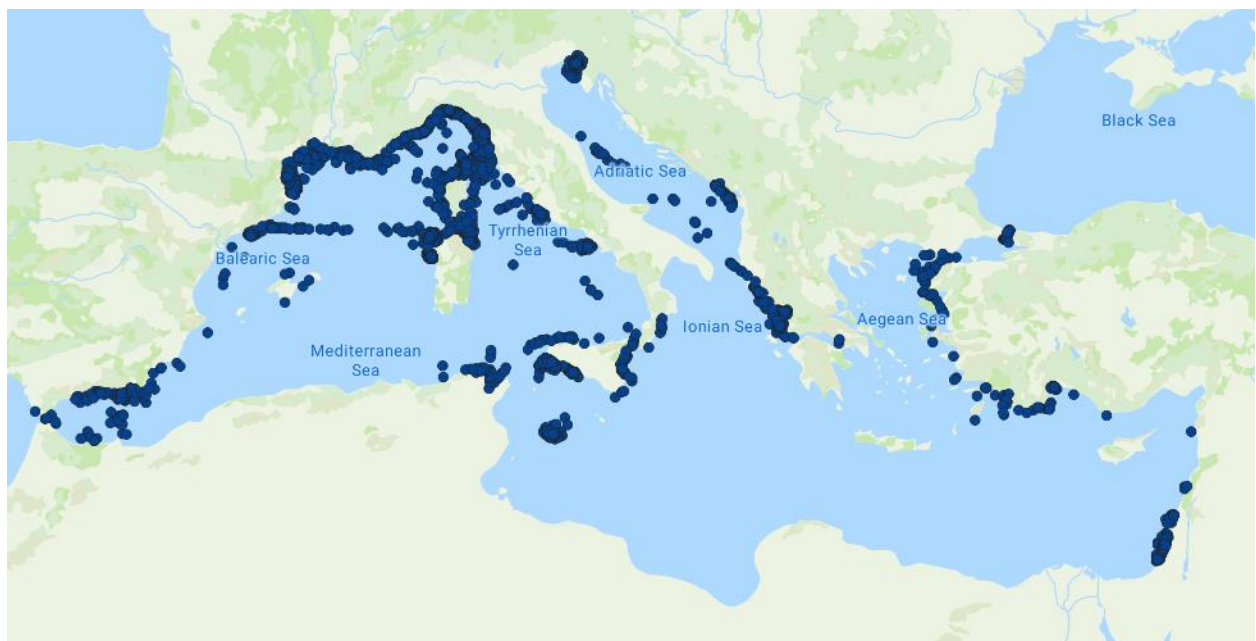 Black Sea
Adriatic Sea
Tyrrhenian
Sea
Balearic Sea
Ionian Sea
Aegean Sea
Mediterranean
Sea